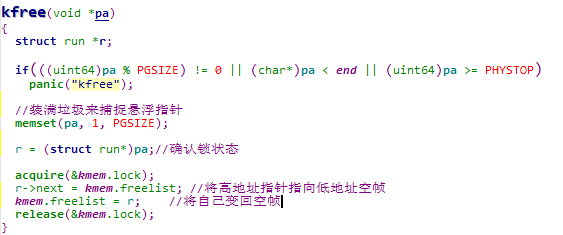 kfree(void *pa)
{
  struct run *r;

  if(((uint64)pa % PGSIZE) != 0 || (char*)pa < end || (uint64)pa >= PHYSTOP)
    panic("kfree");

  //装满垃圾来捕捉悬浮指针
  memset(pa, 1, PGSIZE);

  r = (struct run*)pa;//确认锁状态

  acquire(&kmem.lock);
  r->next = kmem.freelist; //将高地址指针指向低地址空帧
  kmem.freelist = r;    //将自己变回空帧
  release(&kmem.lock);
}